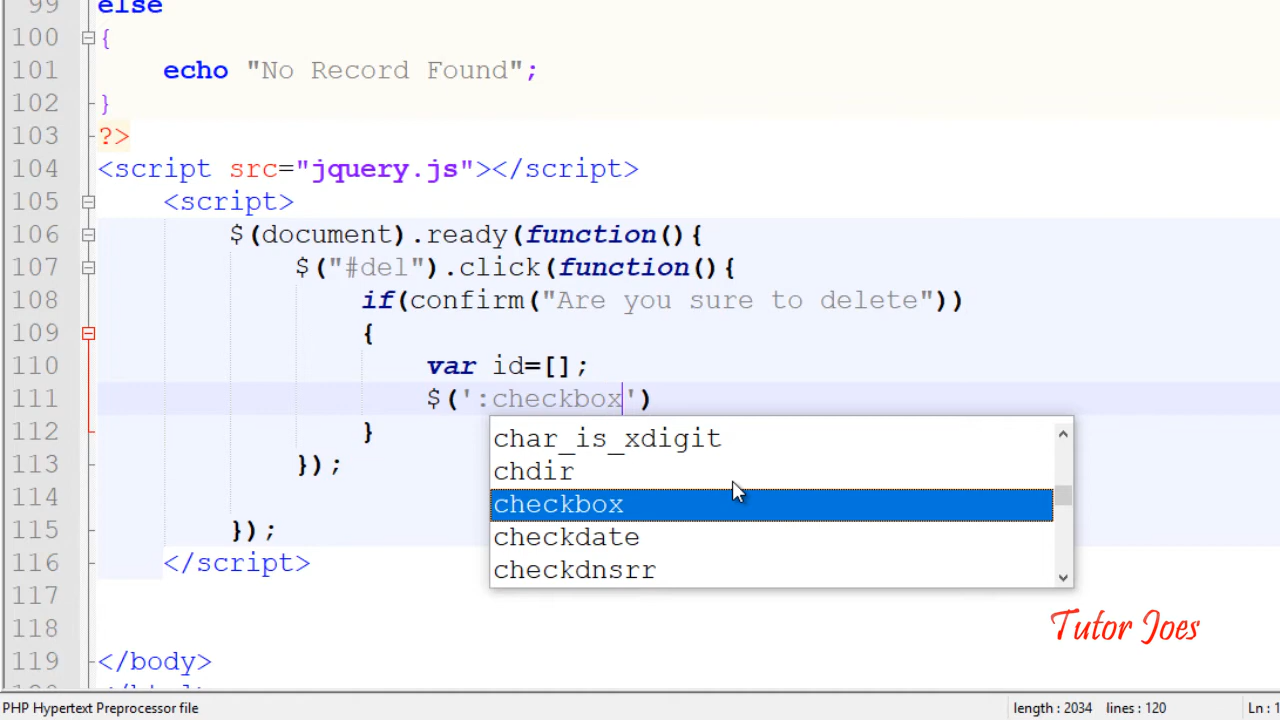 99 else
100 {
101 echo "No Record Found";
102 }
103 ?>
104 <script src="jquery.js"></script>
105 <script>
106 $(document).ready(function(){
107 $("#del").click(function(){
108 if(confirm("Are you sure to delete"))
109 {
110 var id=[];
111 $(':checkbox')
112 }
113 });
114
115 });
116 </script>
117
118
119 </body>
char_is_xdigit
chdir
checkbox
checkdate
checkdnsrr
Tutor Joes
PHP Hypertext Preprocessor file
length : 2034 lines : 120
Ln : 1